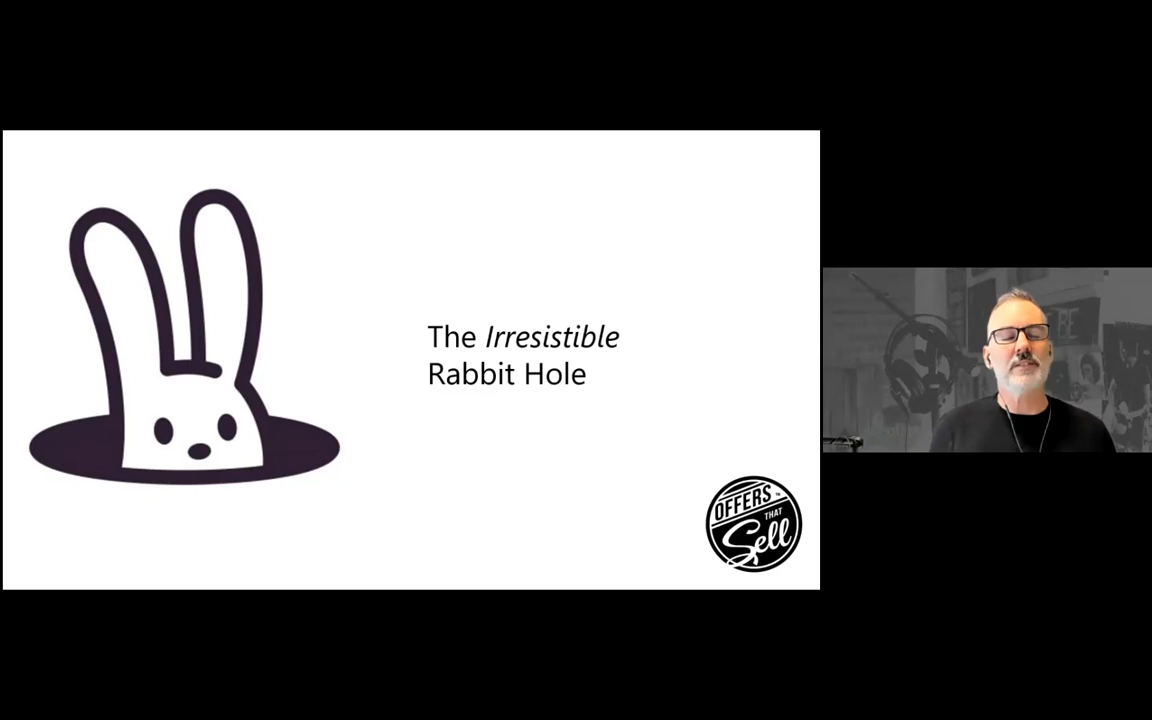 The Irresistible
Rabbit Hole
OFFERS
THAT
Sell